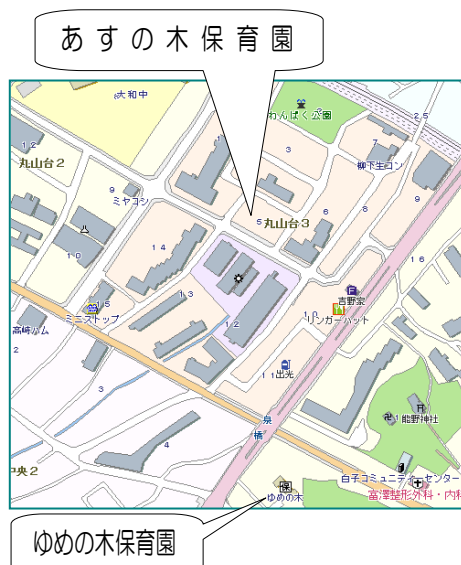 あすの木保育園
大和中
わんぱく公園
25
12
丸山台2
7
柳下生コン
3
9
ミヤコシ
5
丸山台3
6
8
9
14
10
16
15
ミニストップ
高崎ハム
13
吉野家
10
リンガーハット
12
2
11
出光
3
泉
橋
4
熊野神社
中央2
白子コミュニティーセンター
ゆめの木
富澤整形外科・内科
ゆめの木保育園